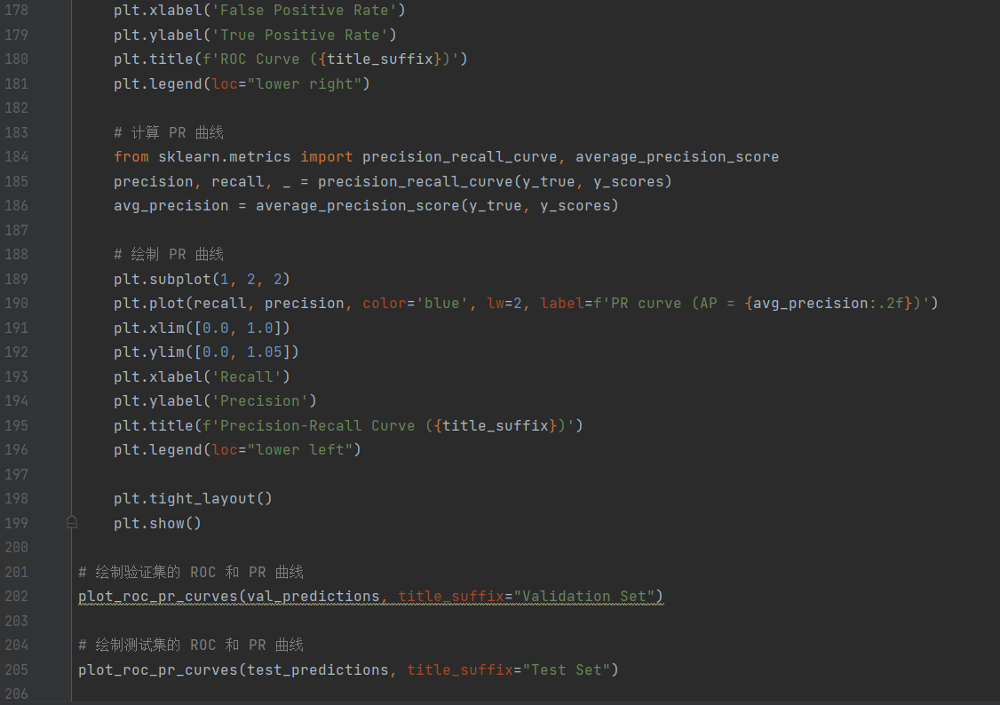 178 plt.xlabel('False Positive Rate')
179 plt.ylabel('True Positive Rate')
180 plt.title(f'ROC Curve ({title_suffix})')
181 plt.legend(loc="lower right")
182
183 # 计算 PR 曲线
184 from sklearn.metrics import precision_recall_curve, average_precision_score
185 precision, recall, _ = precision_recall_curve(y_true, y_scores)
186 avg_precision = average_precision_score(y_true, y_scores)
187
188 # 绘制 PR 曲线
189 plt.subplot(1, 2, 2)
190 plt.plot(recall, precision, color='blue', lw=2, label=f'PR curve (AP = {avg_precision:.2f})')
191 plt.xlim([0.0, 1.0])
192 plt.ylim([0.0, 1.05])
193 plt.xlabel('Recall')
194 plt.ylabel('Precision')
195 plt.title(f'Precision-Recall Curve ({title_suffix})')
196 plt.legend(loc="lower left")
197
198 plt.tight_layout()
199 plt.show()
200
201 # 绘制验证集的 ROC 和 PR 曲线
202 plot_roc_pr_curves(val_predictions, title_suffix="Validation Set")
203
204 # 绘制测试集的 ROC 和 PR 曲线
205 plot_roc_pr_curves(test_predictions, title_suffix="Test Set")
206